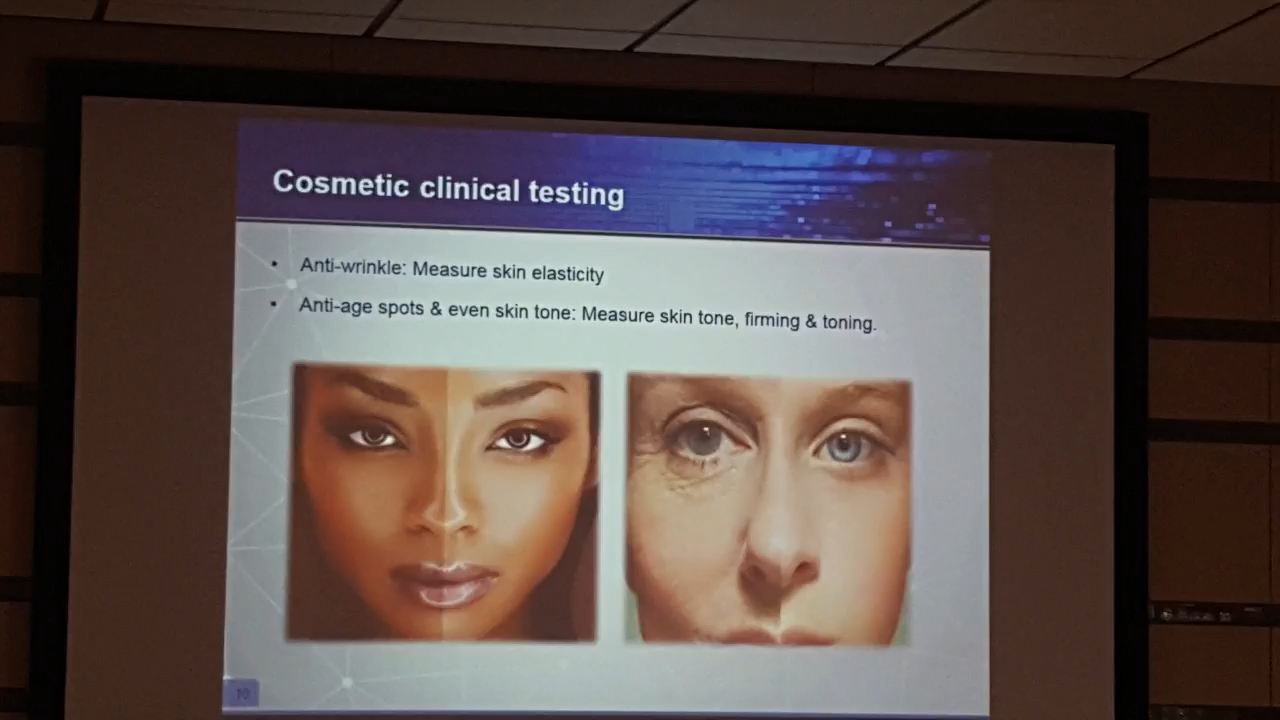 Cosmetic clinical testing
• Anti-wrinkle: Measure skin elasticity
• Anti-age spots & even skin tone: Measure skin tone, firming & toning.
10